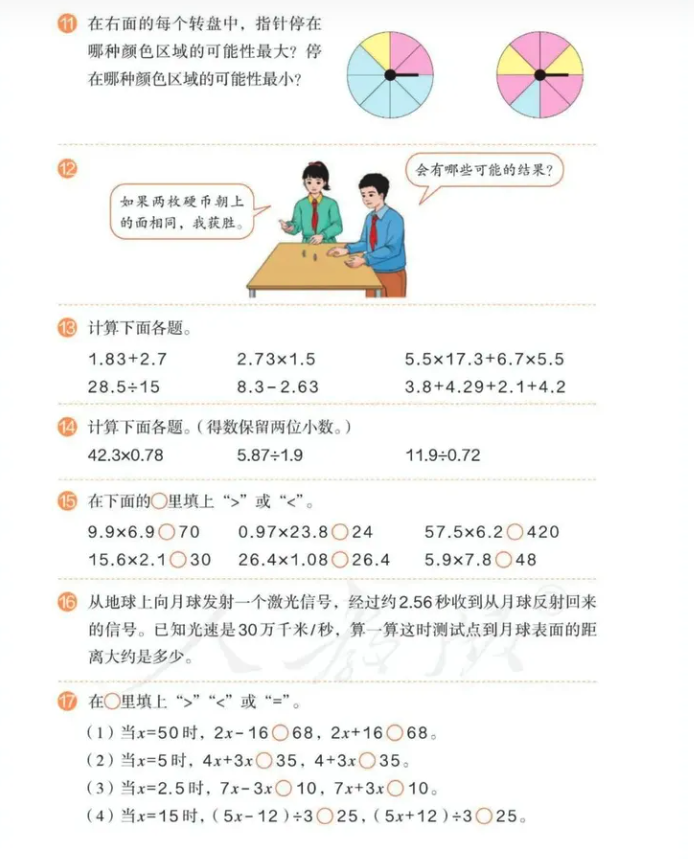 11 在右面的每个转盘中，指针停在
哪种颜色区域的可能性最大？停
在哪种颜色区域的可能性最小？
12
会有哪些可能的结果？
如果两枚硬币朝上
的面相同，我获胜。
13 计算下面各题。
1.83+2.7 2.73×1.5 5.5×17.3+6.7×5.5
28.5÷15 8.3－2.63 3.8+4.29+2.1+4.2
14 计算下面各题。（得数保留两位小数。）
42.3×0.78 5.87÷1.9 11.9÷0.72
15 在下面的○里填上“>”或“<”。
9.9×6.9○70 0.97×23.8○24 57.5×6.2○420
15.6×2.1○30 26.4×1.08○26.4 5.9×7.8○48
16 从地球上向月球发射一个激光信号，经过约2.56秒收到从月球反射回来
的信号。已知光速是30万千米/秒，算一算这时测试点到月球表面的距
离大约是多少。
17 在○里填上“>”“<”或“=”。
（1）当x=50时，2x－16○68，2x+16○68。
（2）当x=5时，4x+3x○35，4+3x○35。
（3）当x=2.5时，7x－3x○10，7x+3x○10。
（4）当x=15时，（5x－12）÷3○25，（5x+12）÷3○25。